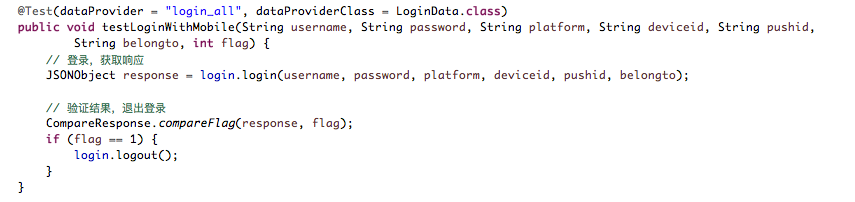 @Test(dataProvider = "login_all", dataProviderClass = LoginData.class)
public void testLoginWithMobile(String username, String password, String platform, String deviceid, String pushid,
        String belongto, int flag) {
    // 登录，获取响应
    JSONObject response = login.login(username, password, platform, deviceid, pushid, belongto);

    // 验证结果，退出登录
    CompareResponse.compareFlag(response, flag);
    if (flag == 1) {
        login.logout();
    }
}